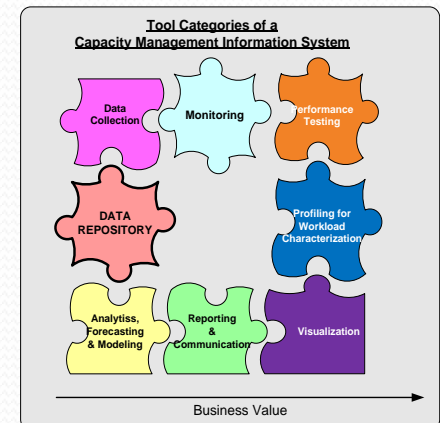 Tool Categories of a
Capacity Management Information System
Data
Collection
Monitoring
Performance
Testing
DATA
REPOSITORY
Profiling for
Workload
Characterization
Analytiss,
Forecasting
& Modeling
Reporting
&
Communication
Visualization
Business Value